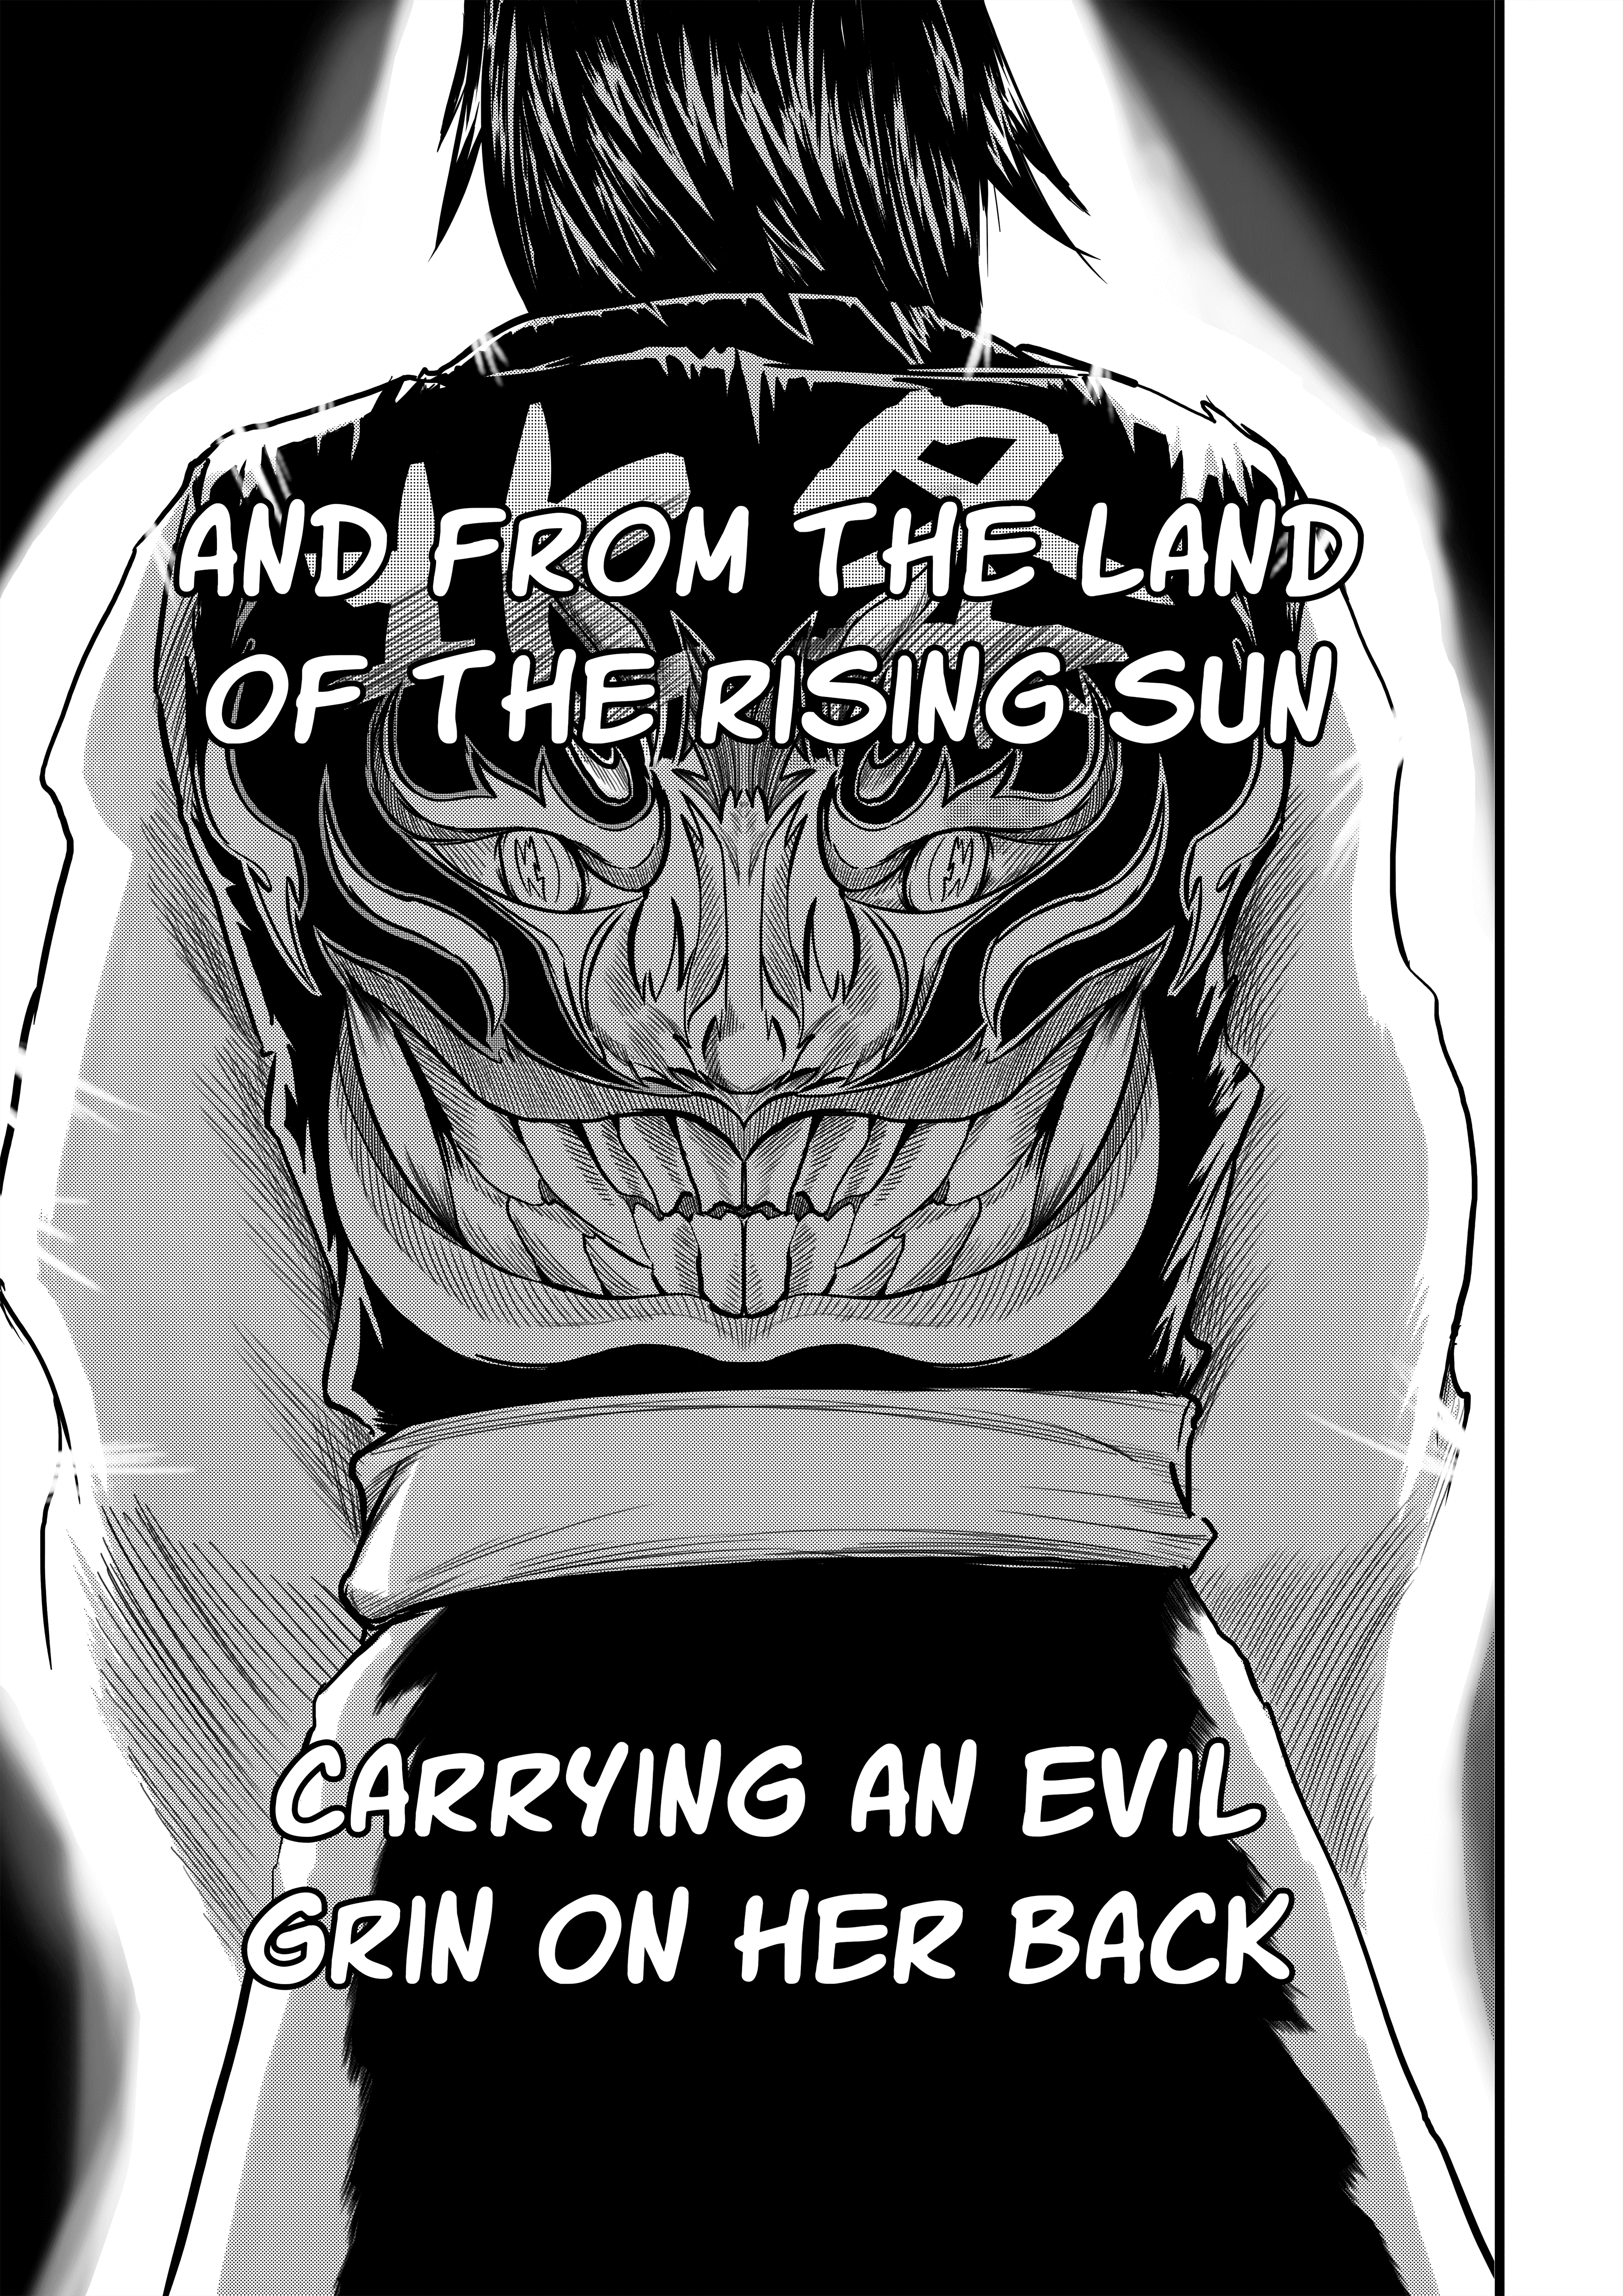 AND FROM THE LAND
OF THE RISING SUN
CARRYING AN EVIL
GRIN ON HER BACK